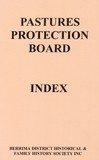 PASTURES
PROTECTION
BOARD
INDEX
BERRIMA DISTRICT HISTORICAL &
FAMILY HISTORY SOCIETY INC